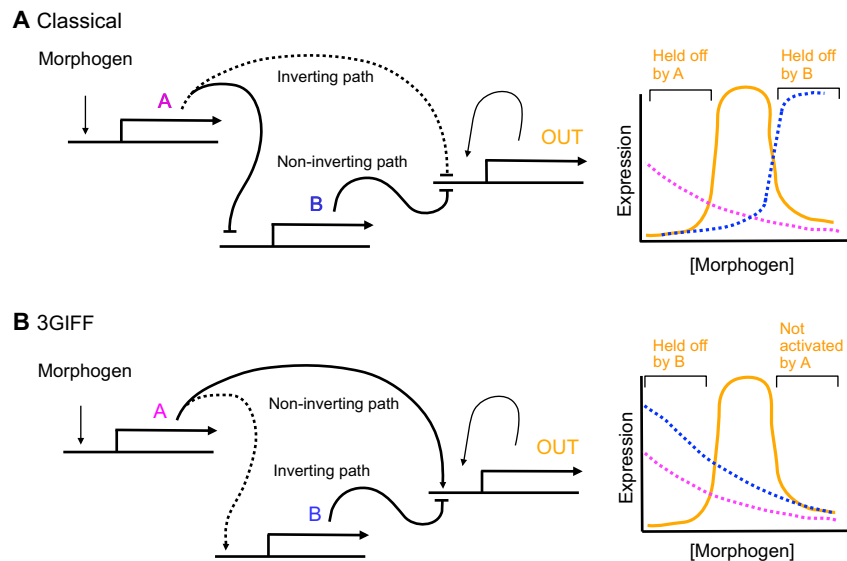 A Classical
Morphogen
A
Inverting path
Non-inverting path
B
OUT
Held off
by A
Held off
by B
Expression
[Morphogen]
B 3GIFF
Morphogen
A
Non-inverting path
Inverting path
B
OUT
Held off
by B
Not
activated
by A
Expression
[Morphogen]